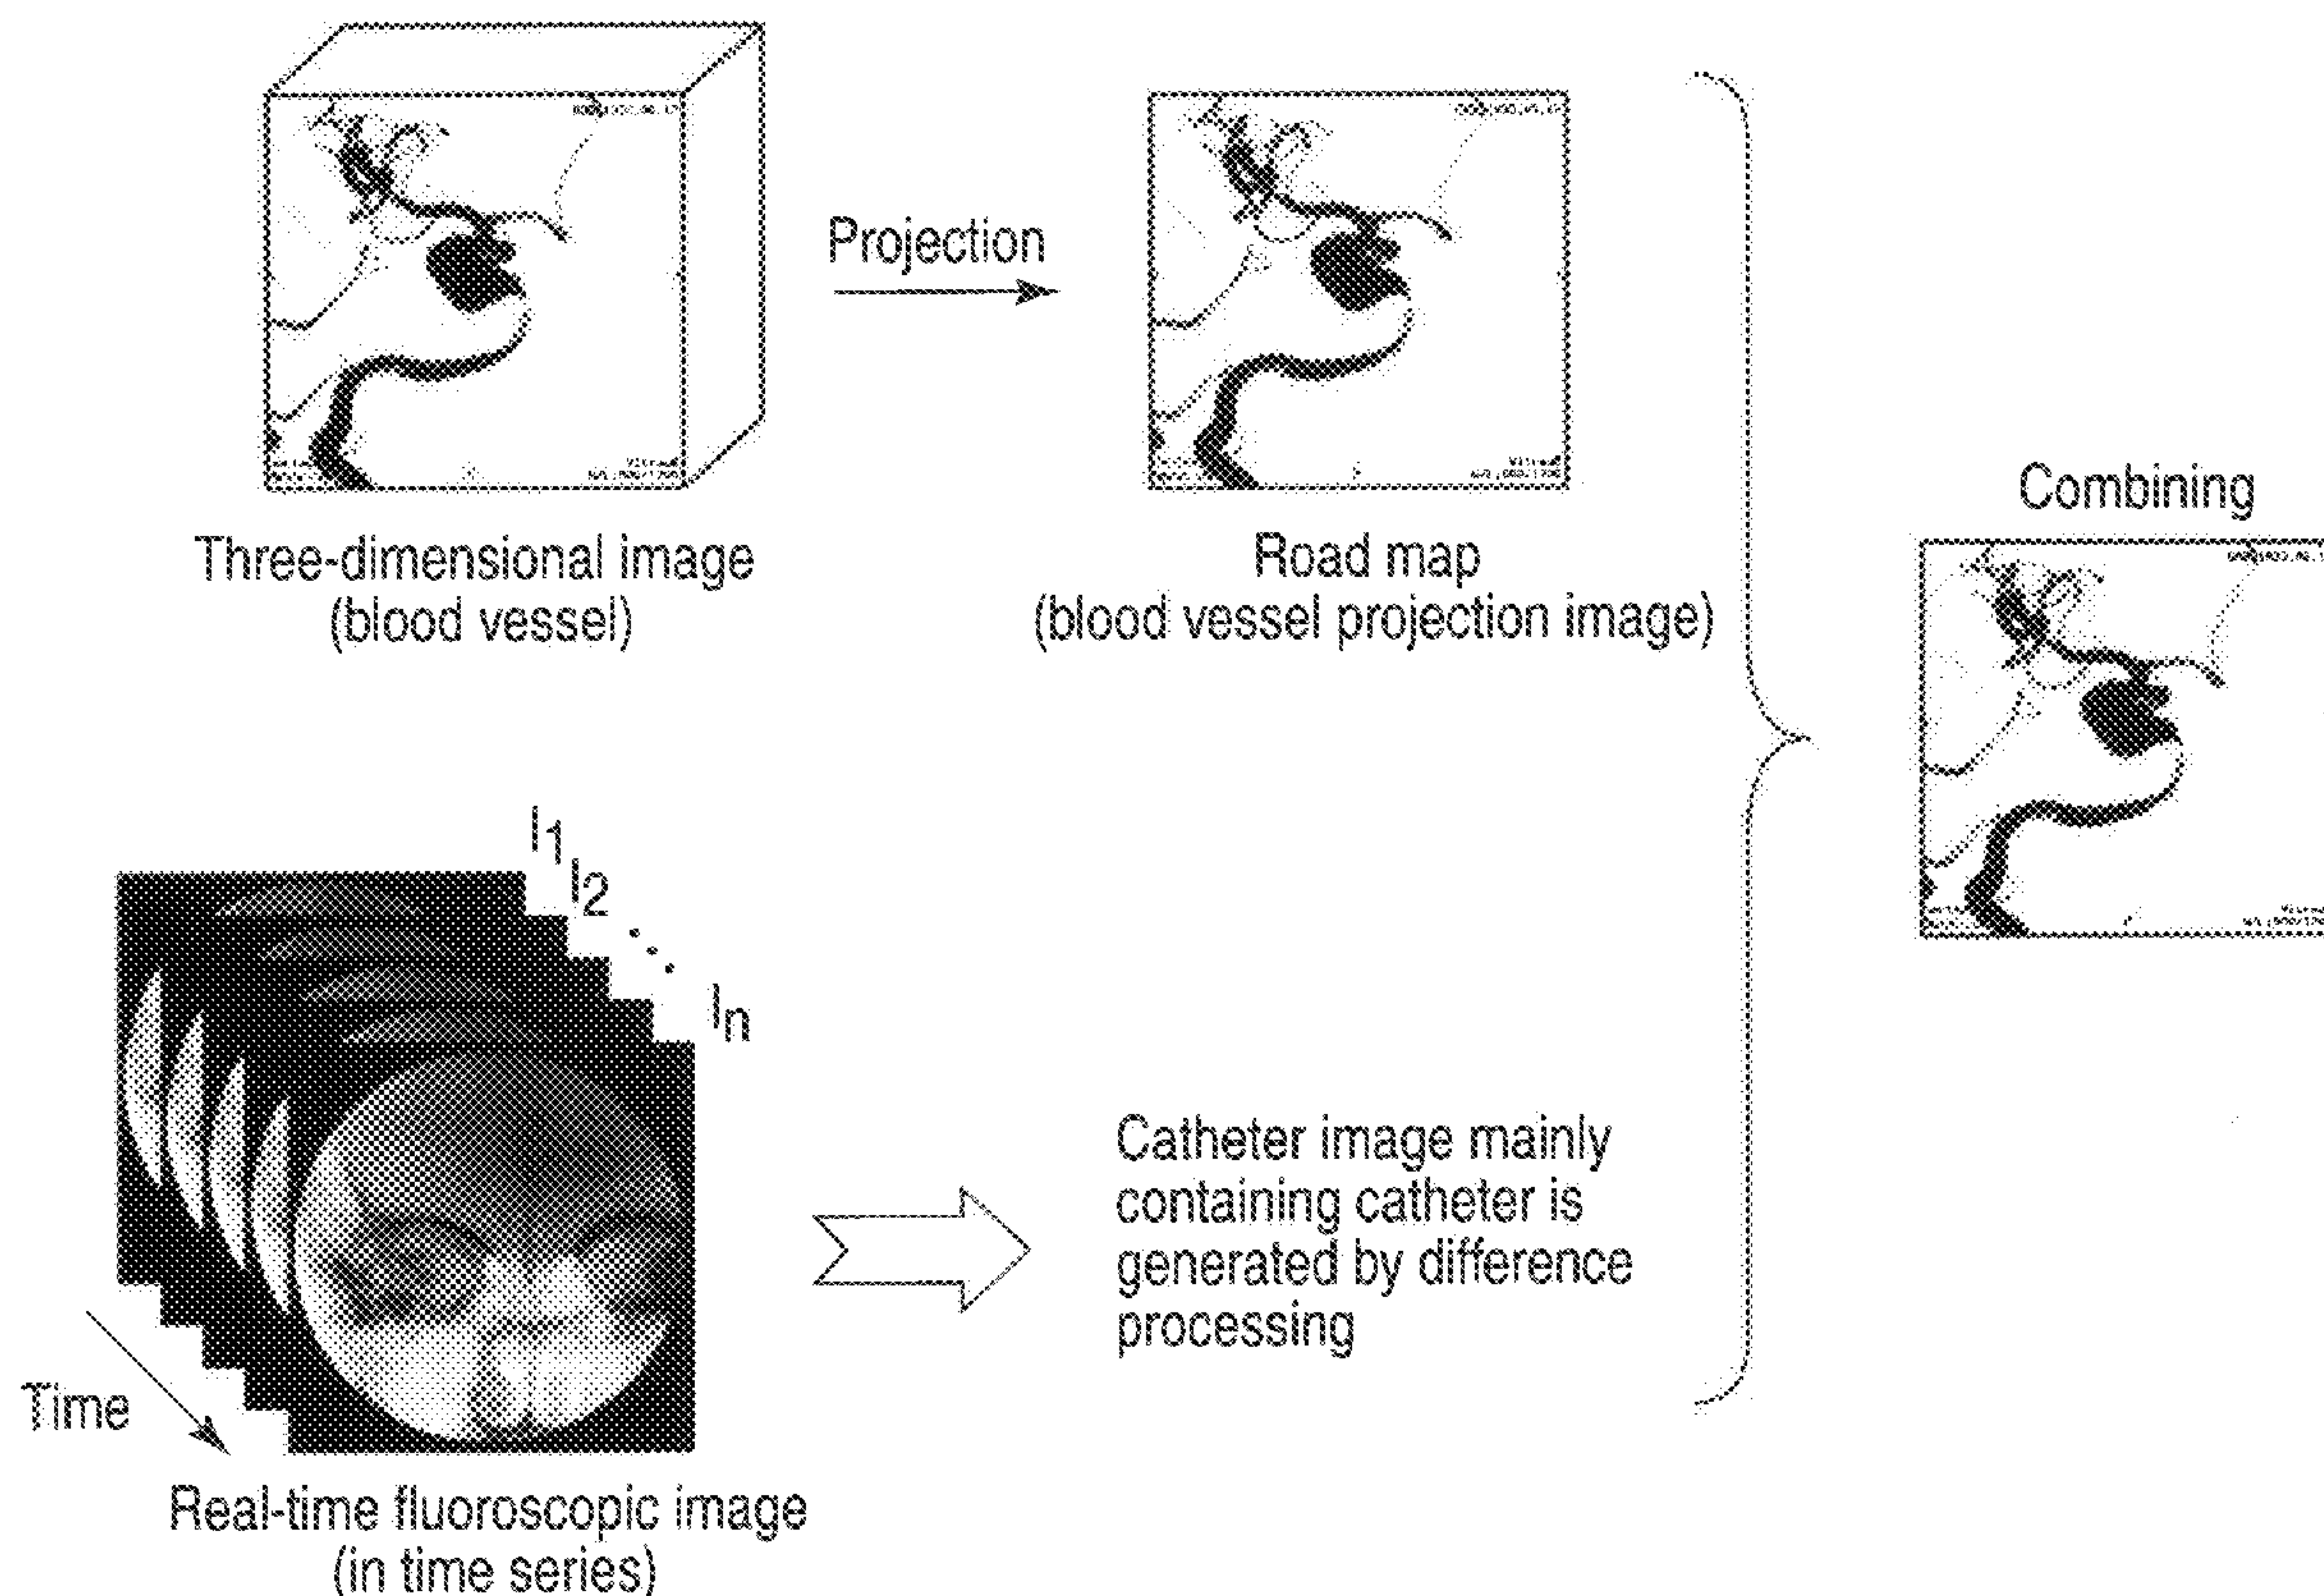 Projection
Three-dimensional image
(blood vessel)
Road map
(blood vessel projection image)
Combining
I1
I2
In
Time
Real-time fluoroscopic image
(in time series)
Catheter image mainly
containing catheter is
generated by difference
processing